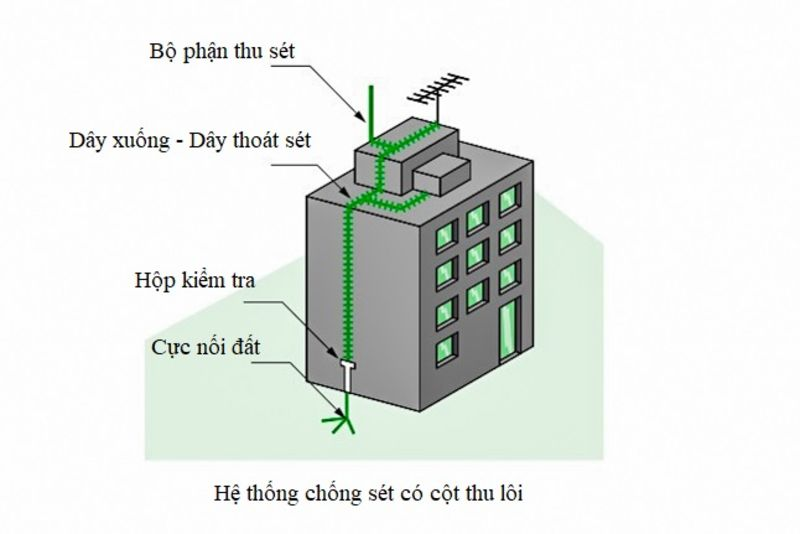 Bộ phận thu sét
Dây xuống - Dây thoát sét
Hộp kiểm tra
Cực nối đất
Hệ thống chống sét có cột thu lôi